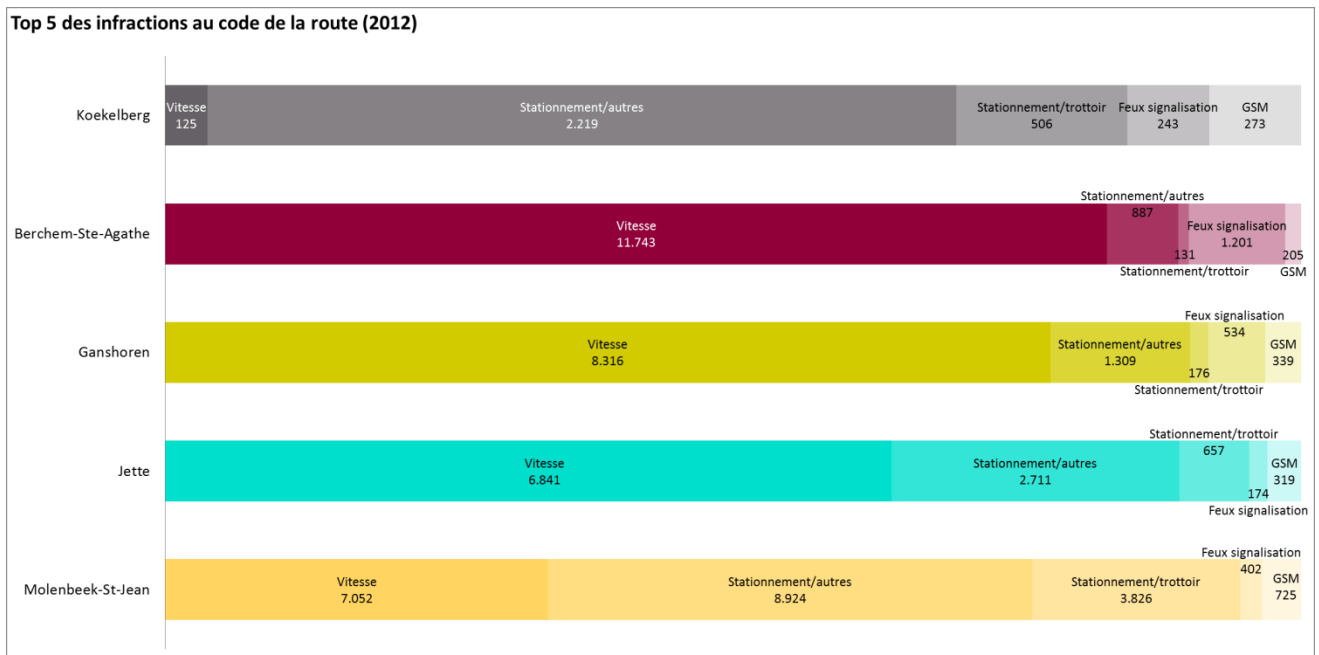 Top 5 des infractions au code de la route (2012)
Koekelberg
Vitesse
125
Stationnement/autres
2.219
Stationnement/trottoir
506
Feux signalisation
243
GSM
273
Berchem-Ste-Agathe
Vitesse
11.743
Stationnement/autres
887
131
Stationnement/trottoir
Feux signalisation
1.201
205
GSM
Ganshoren
Vitesse
8.316
Stationnement/autres
1.309
176
Stationnement/trottoir
Feux signalisation
534
GSM
339
Jette
Vitesse
6.841
Stationnement/autres
2.711
Stationnement/trottoir
657
174
Feux signalisation
GSM
319
Molenbeek-St-Jean
Vitesse
7.052
Stationnement/autres
8.924
Stationnement/trottoir
3.826
Feux signalisation
402
GSM
725